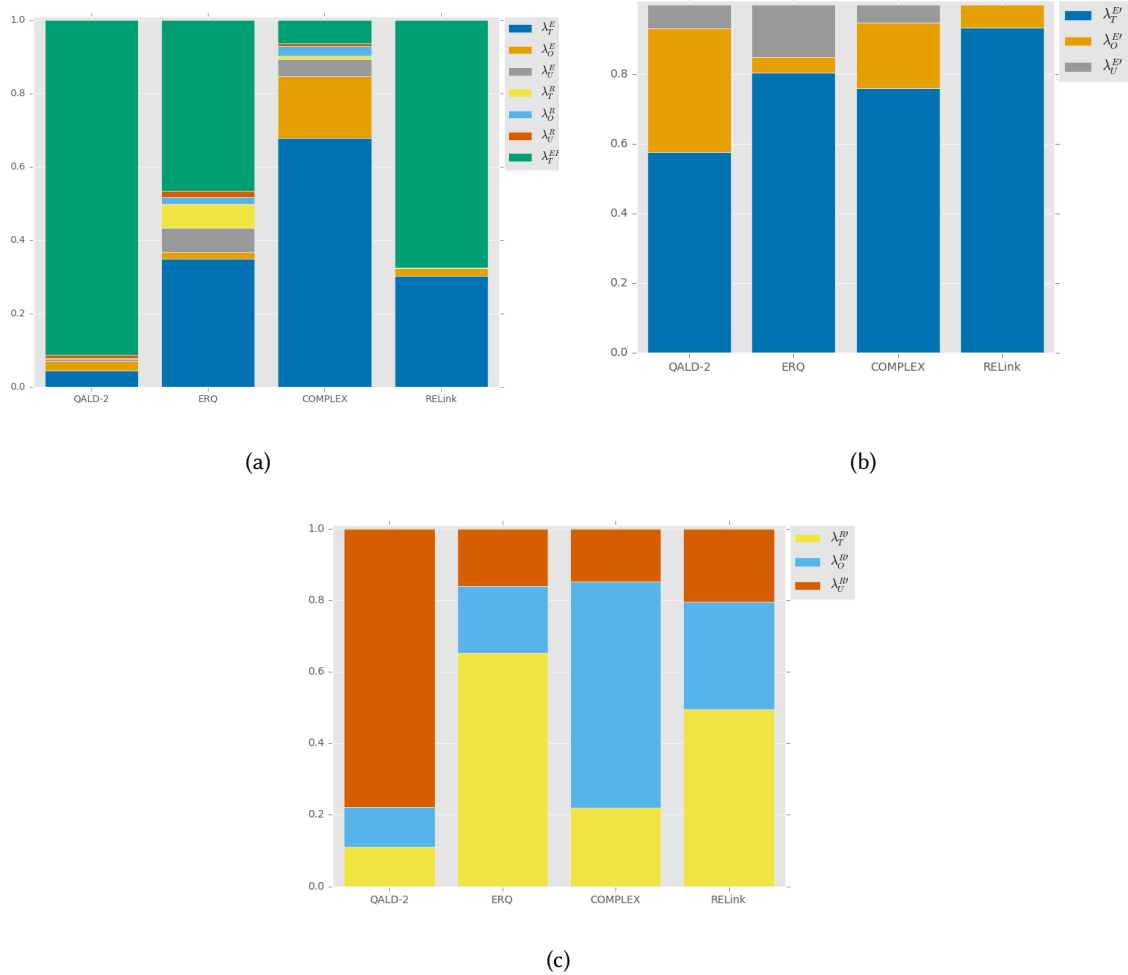 1.0
0.8
0.6
0.4
0.2
0.0
QALD-2 ERQ COMPLEX RELink
λ_T^E
λ_O^E
λ_U^E
λ_T^R
λ_O^R
λ_U^R
(a)
0.8
0.6
0.4
0.2
0.0
QALD-2 ERQ COMPLEX RELink
λ_T^{E'}
λ_O^{E'}
λ_U^{E'}
(b)
1.0
0.8
0.6
0.4
0.2
0.0
QALD-2 ERQ COMPLEX RELink
λ_T^{R'}
λ_O^{R'}
λ_U^{R'}
(c)